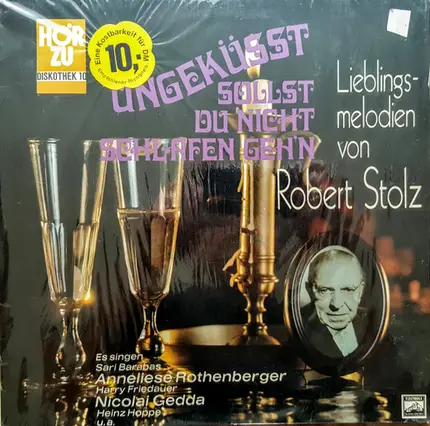 HÖR
ZU
DISKOTHEK 10
Eine Kostbarkeit für DM
10,-
UNGEKÜSST
SOLLST
DU NICHT
SCHLAFEN GEHN
Lieblings-
melodien
von
Robert Stolz
Es singen
Sari Barabas
Anneliese Rothenberger
Harry Friedauer
Nicolai Gedda
Heinz Hoppe
u.a.